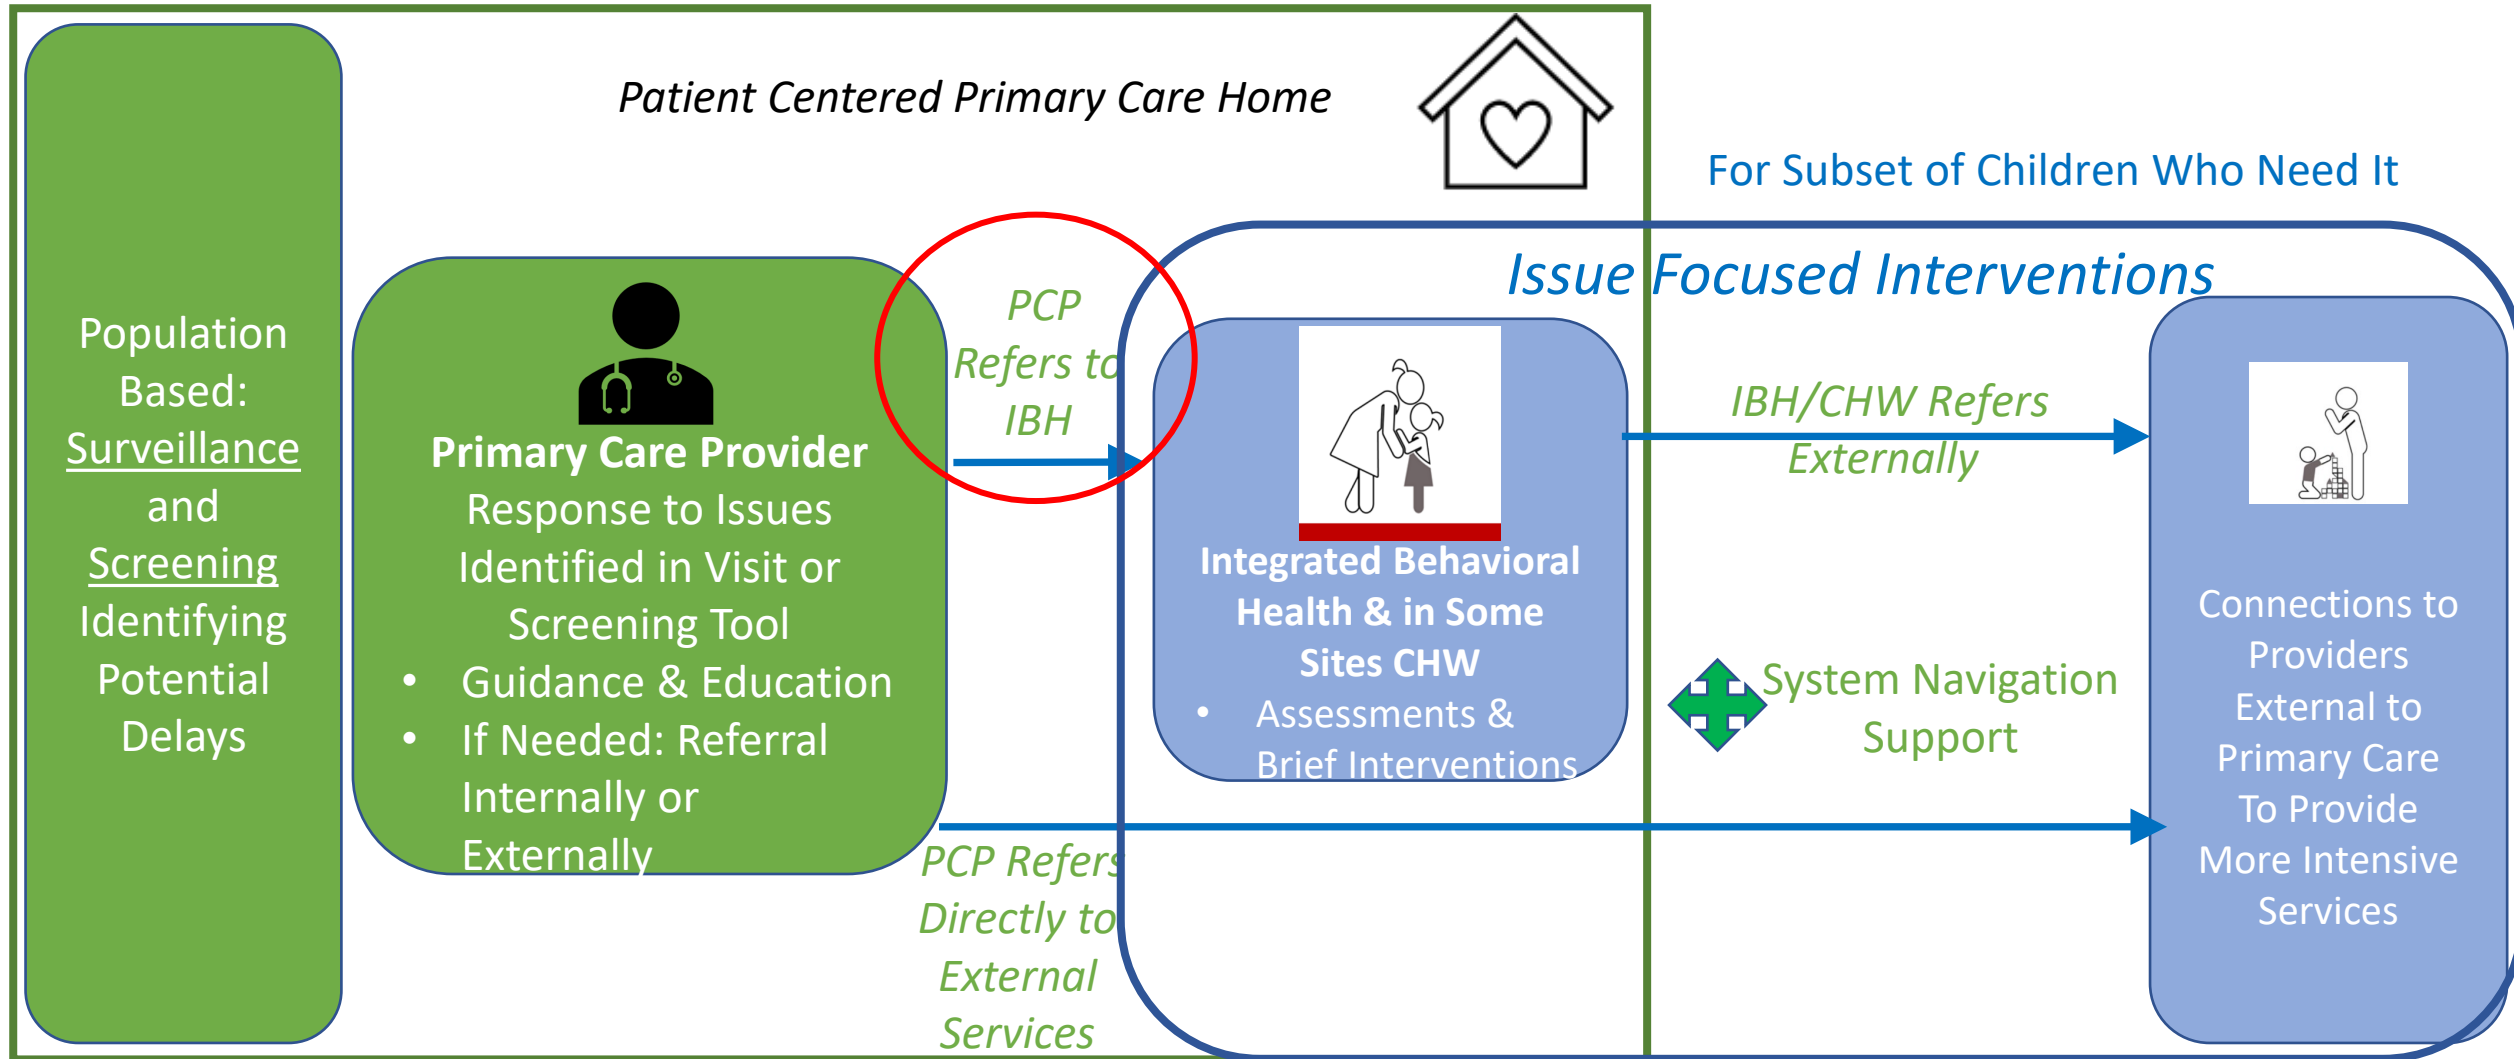 Patient Centered Primary Care Home
For Subset of Children Who Need It
Issue Focused Interventions
Population
Based:
Surveillance
and
Screening
Identifying
Potential
Delays
Primary Care Provider
Response to Issues
Identified in Visit or
Screening Tool
• Guidance & Education
• If Needed: Referral
Internally or
Externally
PCP
Refers to
IBH
PCP Refers
Directly to
External
Services
Integrated Behavioral
Health & in Some
Sites CHW
• Assessments &
Brief Interventions
IBH/CHW Refers
Externally
System Navigation
Support
Connections to
Providers
External to
Primary Care
To Provide
More Intensive
Services